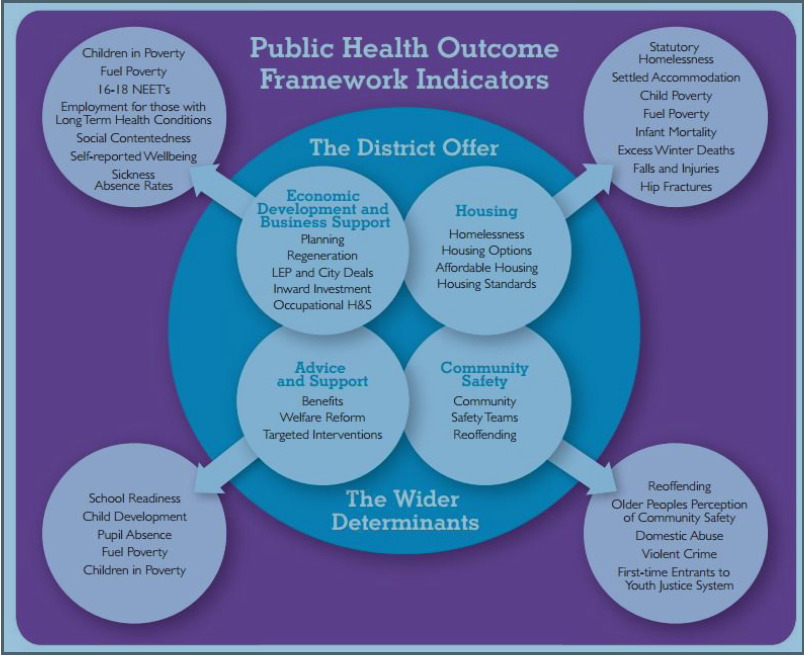 Public Health Outcome
Framework Indicators
Children in Poverty
Fuel Poverty
16-18 NEET's
Employment for those with
Long Term Health Conditions
Social Contentedness
Self-reported Wellbeing
Sickness
Absence Rates
Statutory
Homelessness
Settled Accommodation
Child Poverty
Fuel Poverty
Infant Mortality
Excess Winter Deaths
Falls and Injuries
Hip Fractures
The District Offer
Economic
Development and
Business Support
Planning
Regeneration
LEP and City Deals
Inward Investment
Occupational H&S
Housing
Homelessness
Housing Options
Affordable Housing
Housing Standards
Advice
and Support
Benefits
Welfare Reform
Targeted Interventions
Community
Safety
Community
Safety Teams
Reoffending
School Readiness
Child Development
Pupil Absence
Fuel Poverty
Children in Poverty
The Wider
Determinants
Reoffending
Older Peoples Perception
of Community Safety
Domestic Abuse
Violent Crime
First-time Entrants to
Youth Justice System